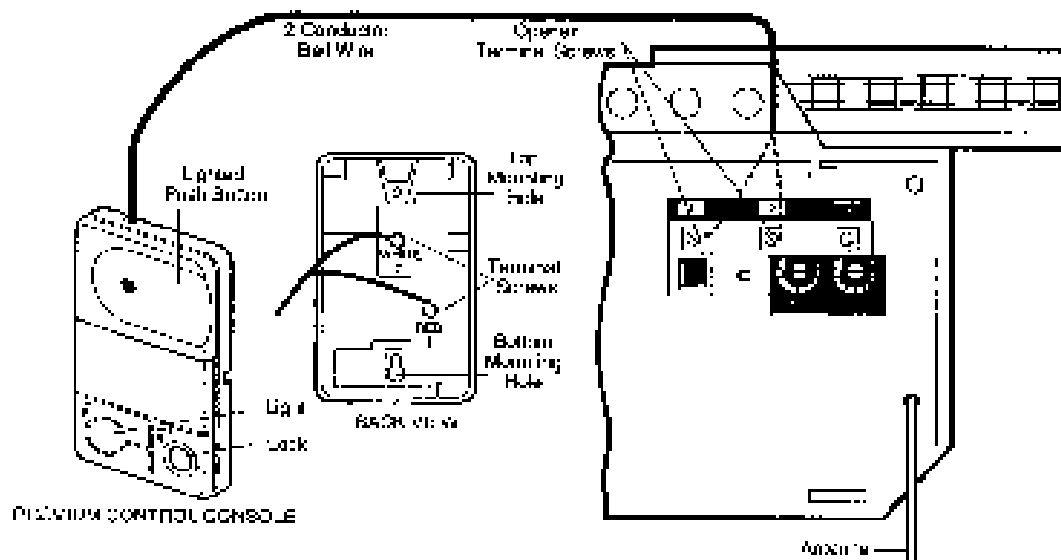 2 Conductor
Bell Wire
Opener
Terminal Screws
Lighted
Push Button
Top
Mounting
Hole
Terminal
Screws
RED
Bottom
Mounting
Hole
BACK VIEW
Light
Lock
PREMIUM CONTROL CONSOLE
Antenna